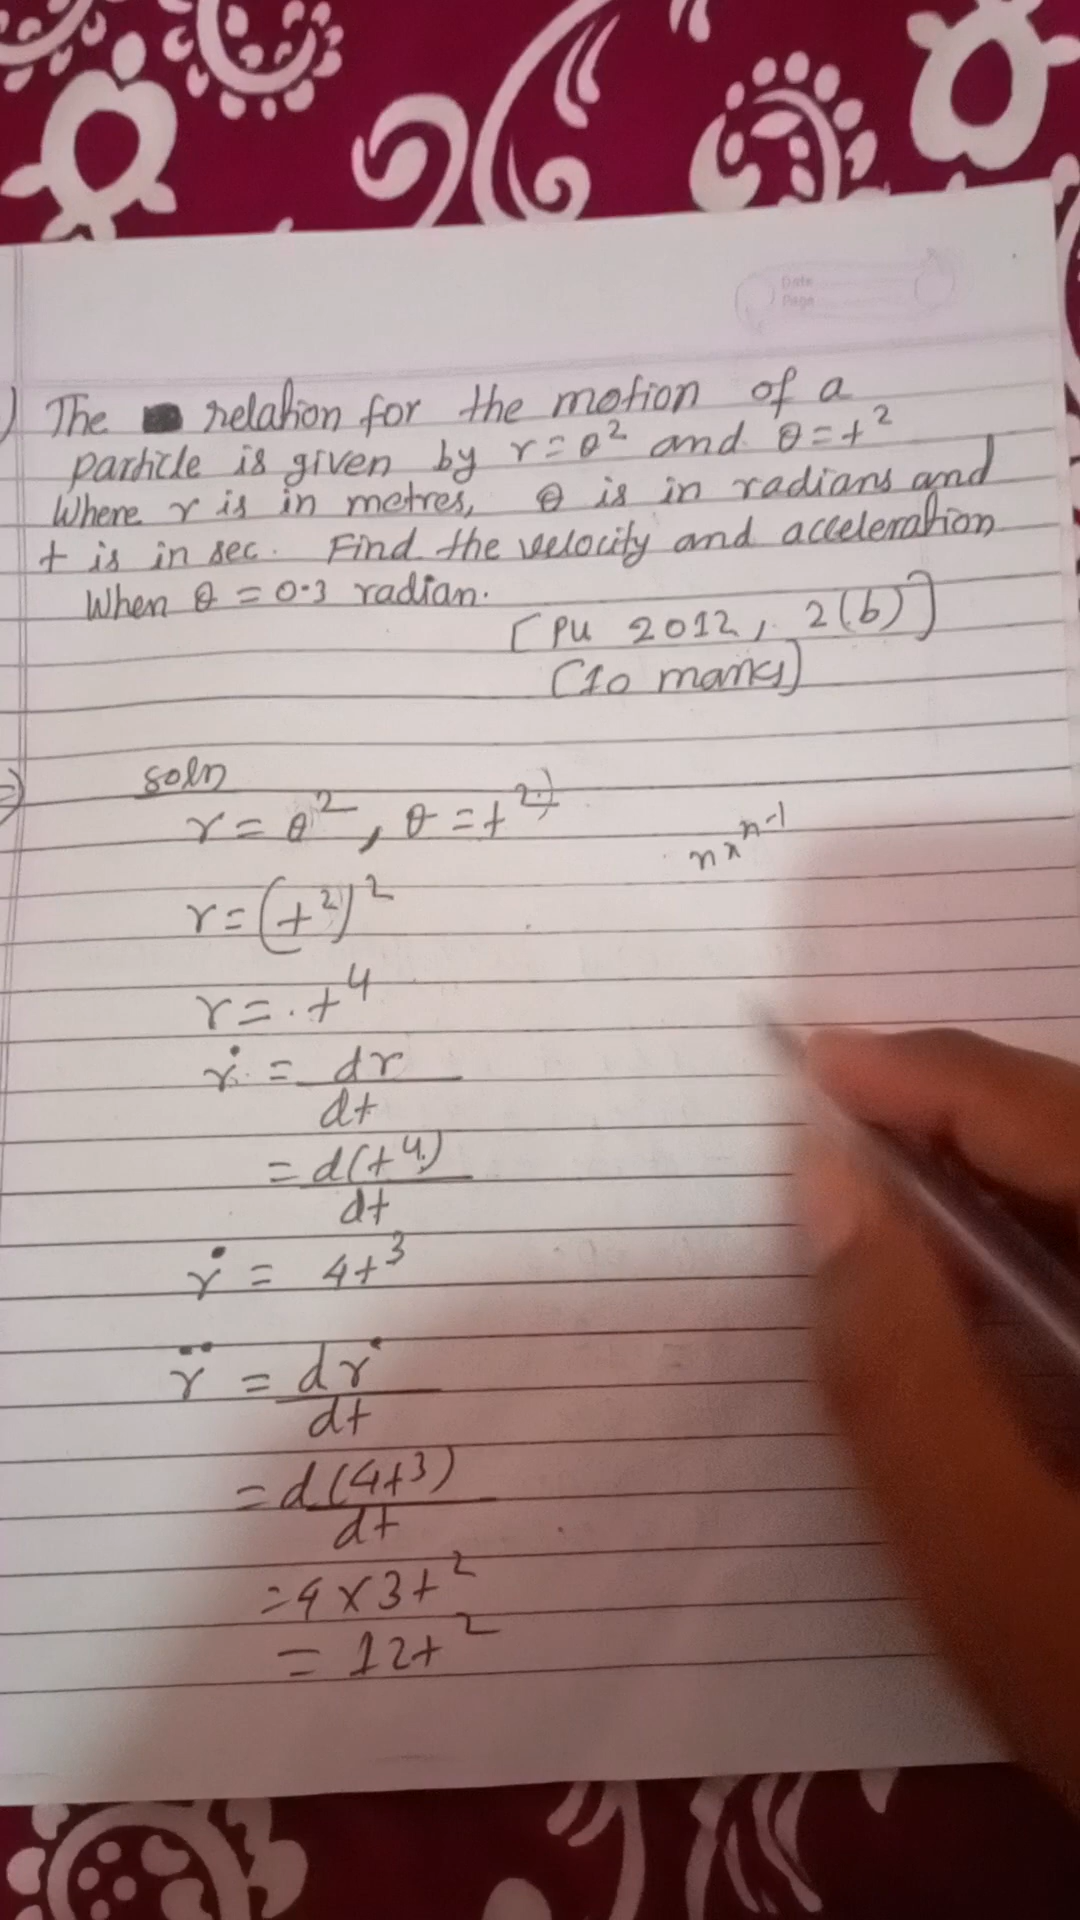 Date
Page
The relation for the motion of a
particle is given by r=θ² and θ=t²
Where r is in metres, θ is in radians and
t is in sec. Find the velocity and acceleration
When θ = 0.3 radian.
[PU 2012, 2(b)]
(10 marks)
soln
r = θ², θ = t²
n x^n-1
r = (t²)²
r = t⁴
ṙ = dr
dt
= d(t⁴)
dt
ṙ = 4t³
r̈ = dṙ
dt
= d(4t³)
dt
= 4 × 3t²
= 12t²